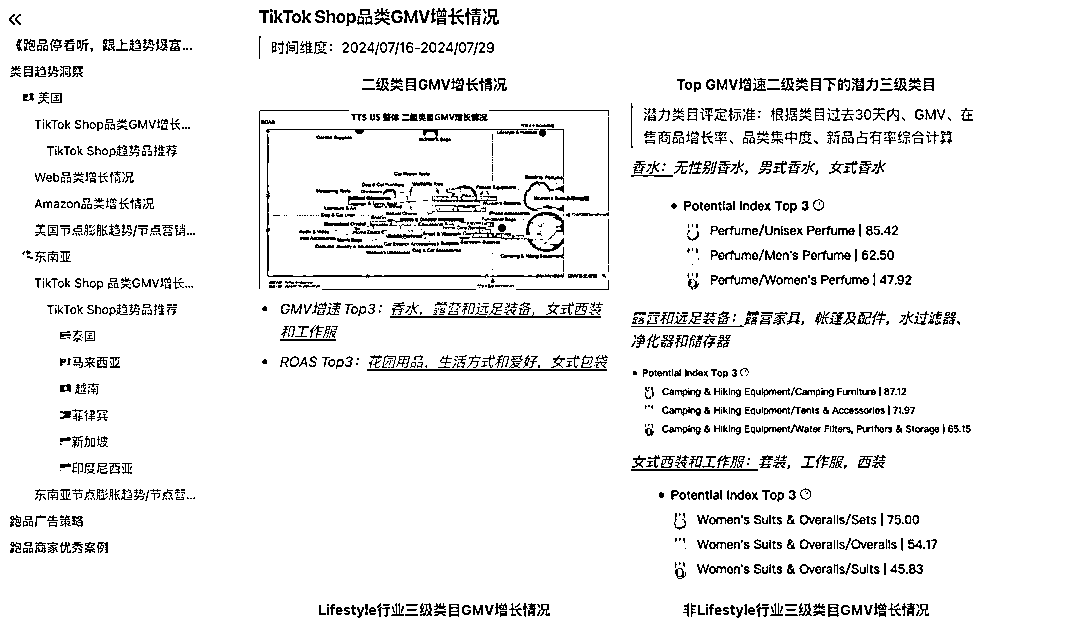 《跑品停看听，跟上趋势爆富...
类目趋势洞察
美国
TikTok Shop品类GMV增长...
TikTok Shop趋势品推荐
Web品类增长情况
Amazon品类增长情况
美国节点膨胀趋势/节点营销...
东南亚
TikTok Shop 品类GMV增长...
TikTok Shop趋势品推荐
泰国
马来西亚
越南
菲律宾
新加坡
印度尼西亚
东南亚节点膨胀趋势/节点营...
跑品广告策略
跑品商家优秀案例
TikTok Shop品类GMV增长情况
时间维度：2024/07/16-2024/07/29
二级类目GMV增长情况
TTS US 整体 二级类目GMV增长情况
ROAS
• GMV增速 Top3：香水，露营和远足装备，女式西装
和工作服
• ROAS Top3：花园用品，生活方式和爱好，女式包袋
Top GMV增速二级类目下的潜力三级类目
潜力类目评定标准：根据类目过去30天内、GMV、在
售商品增长率、品类集中度、新品占有率综合计算
香水：无性别香水，男式香水，女式香水
• Potential Index Top 3
Perfume/Unisex Perfume | 85.42
Perfume/Men's Perfume | 62.50
Perfume/Women's Perfume | 47.92
露营和远足装备：露营家具，帐篷及配件，水过滤器、
净化器和储存器
• Potential Index Top 3
Camping & Hiking Equipment/Camping Furniture | 87.12
Camping & Hiking Equipment/Tents & Accessories | 71.97
Camping & Hiking Equipment/Water Filters, Purifiers & Storage | 65.15
女式西装和工作服：套装，工作服，西装
• Potential Index Top 3
Women's Suits & Overalls/Sets | 75.00
Women's Suits & Overalls/Overalls | 54.17
Women's Suits & Overalls/Suits | 45.83
Lifestyle行业三级类目GMV增长情况
非Lifestyle行业三级类目GMV增长情况